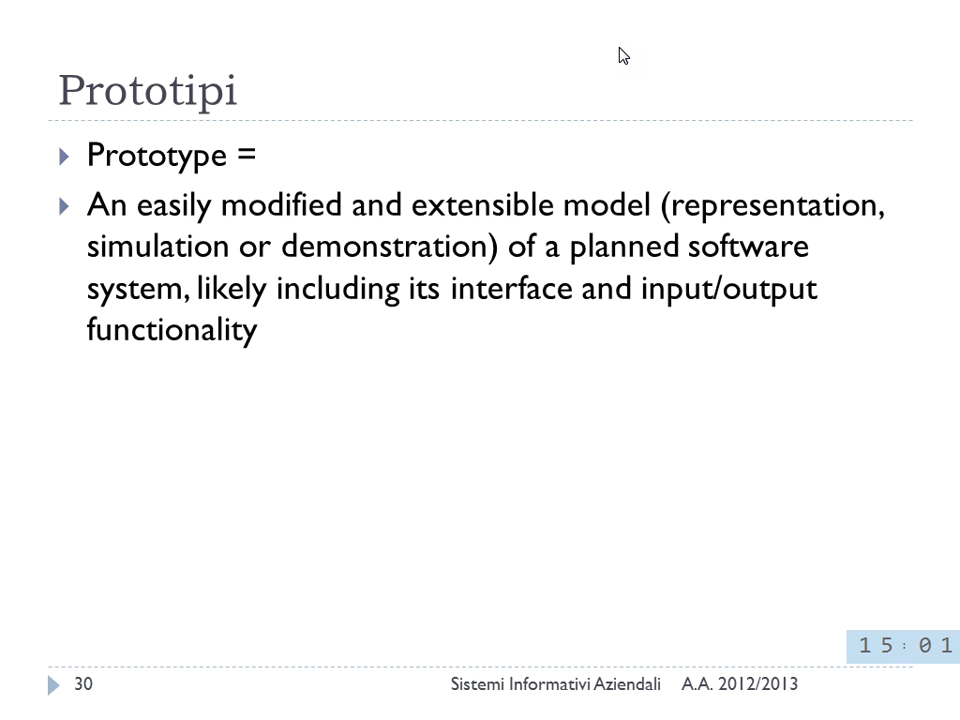 Prototipi
Prototype =
An easily modified and extensible model (representation,
simulation or demonstration) of a planned software
system, likely including its interface and input/output
functionality
15:01
30
Sistemi Informativi Aziendali A.A. 2012/2013